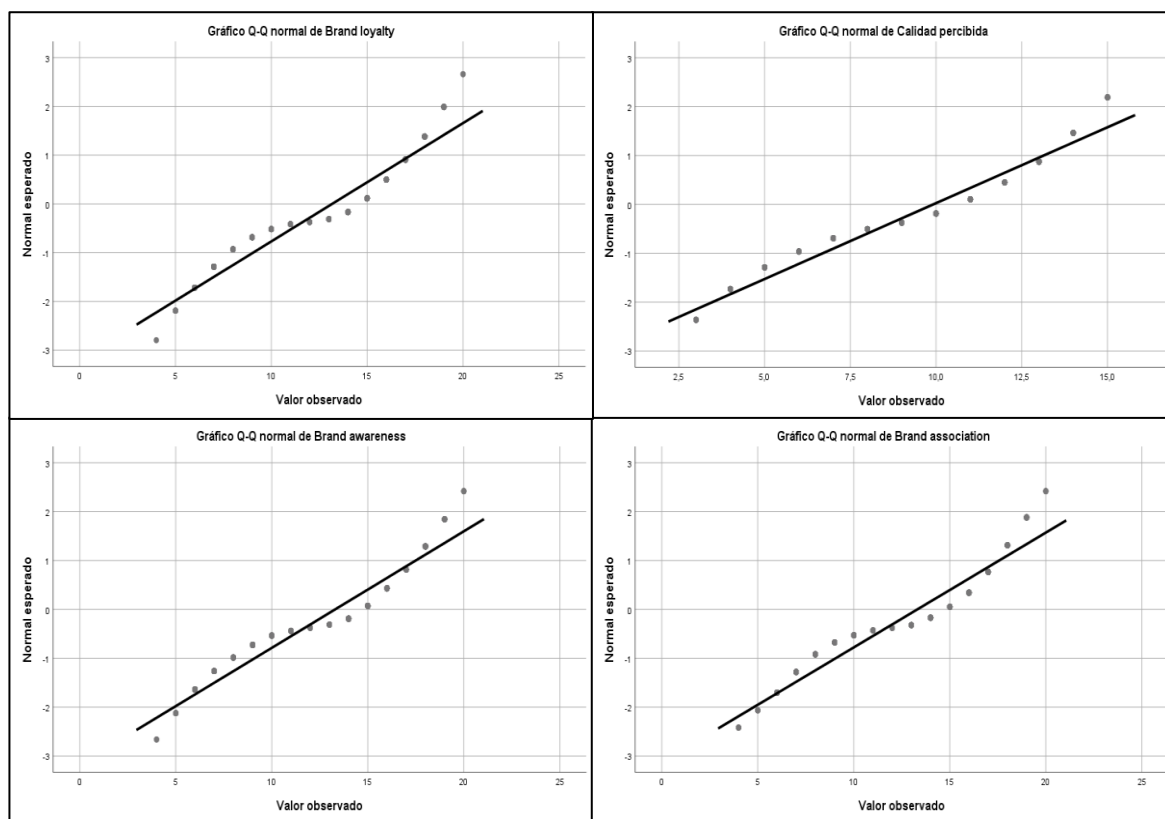 Gráfico Q-Q normal de Brand loyalty
Normal esperado
3
2
1
0
-1
-2
-3
0 5 10 15 20 25
Valor observado
Gráfico Q-Q normal de Calidad percibida
Normal esperado
3
2
1
0
-1
-2
-3
2,5 5,0 7,5 10,0 12,5 15,0
Valor observado
Gráfico Q-Q normal de Brand awareness
Normal esperado
3
2
1
0
-1
-2
-3
0 5 10 15 20 25
Valor observado
Gráfico Q-Q normal de Brand association
Normal esperado
3
2
1
0
-1
-2
-3
0 5 10 15 20 25
Valor observado